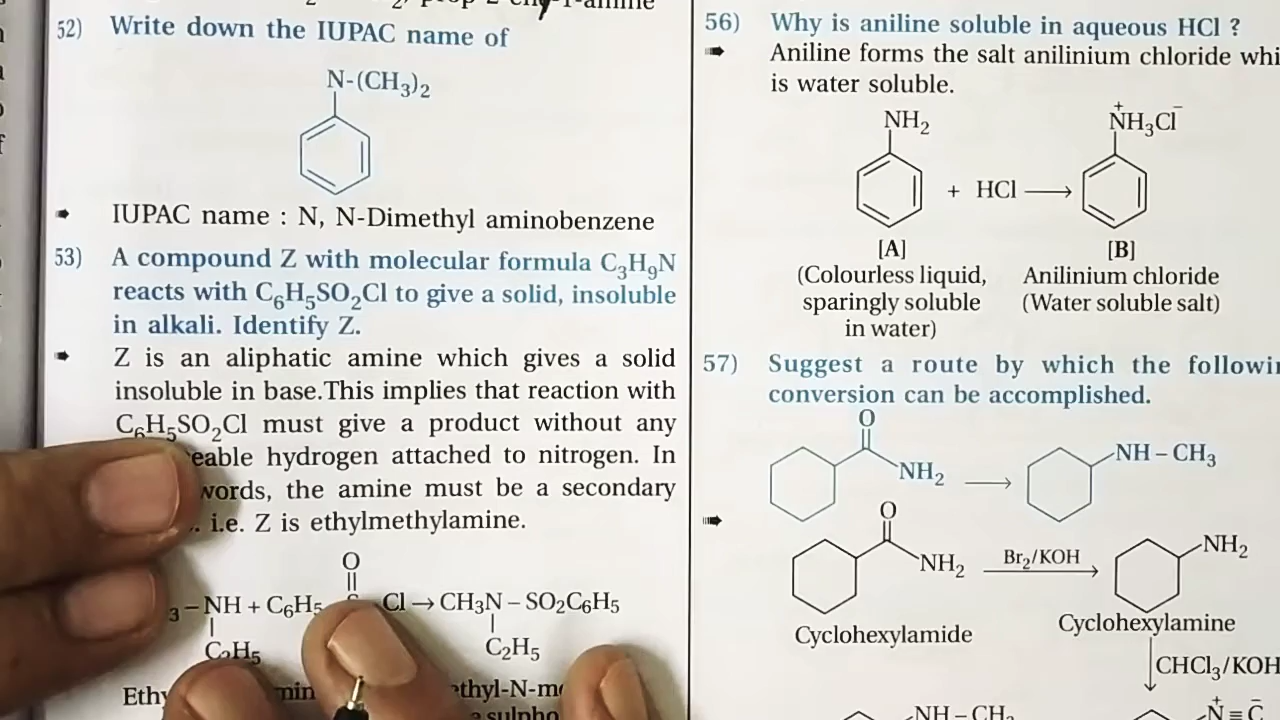 52) Write down the IUPAC name of
N-(CH₃)₂
IUPAC name : N, N-Dimethyl aminobenzene
53) A compound Z with molecular formula C₃H₉N
reacts with C₆H₅SO₂Cl to give a solid, insoluble
in alkali. Identify Z.
Z is an aliphatic amine which gives a solid
insoluble in base.This implies that reaction with
C₆H₅SO₂Cl must give a product without any
hydrogen attached to nitrogen. In
words, the amine must be a secondary
i.e. Z is ethylmethylamine.
O
₃ – NH + C₆H₅ Cl → CH₃N – SO₂C₆H₅
C₂H₅ C₂H₅
56) Why is aniline soluble in aqueous HCl ?
Aniline forms the salt anilinium chloride
is water soluble.
NH₂ N⁺H₃Cl⁻
+ HCl ⟶
[A] [B]
(Colourless liquid, Anilinium chloride
sparingly soluble (Water soluble salt)
in water)
57) Suggest a route by which the
conversion can be accomplished.
O
NH₂ ⟶ NH – CH₃
O
NH₂ Br₂/KOH NH₂
Cyclohexylamide Cyclohexylamine
CHCl₃/KOH
NH – CH₃ N⁺ ≡ C⁻